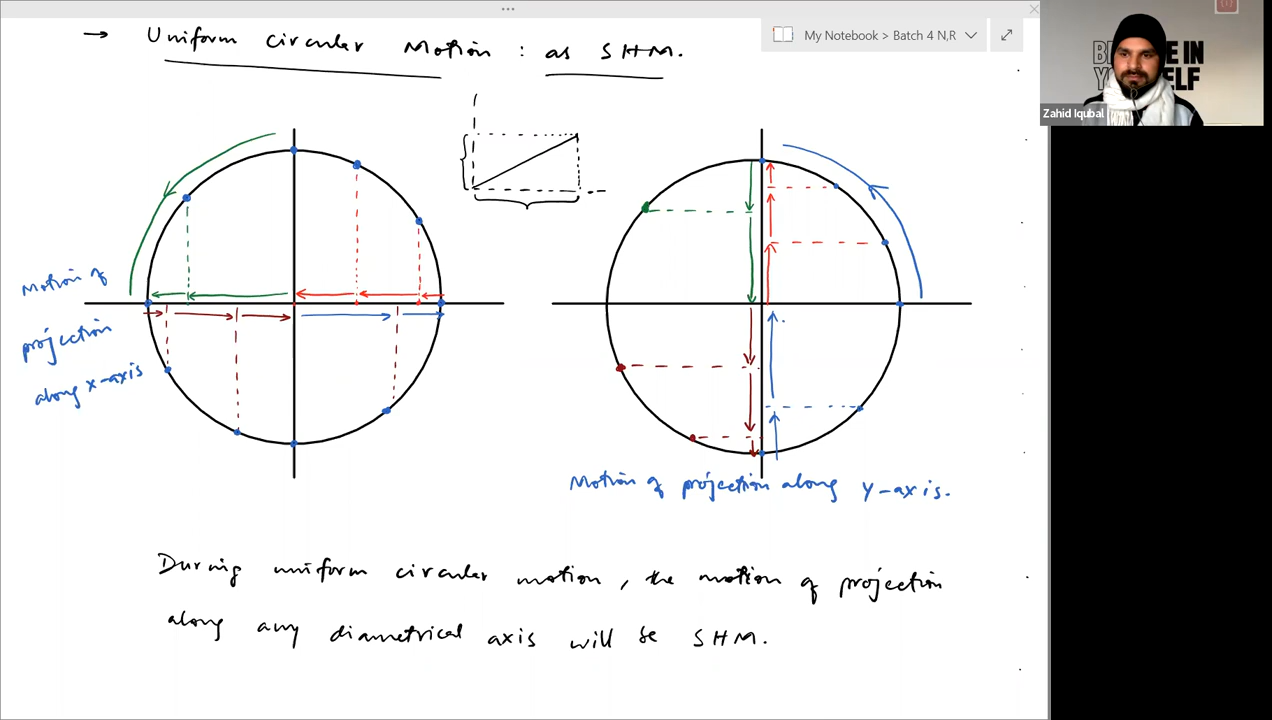 → Uniform circular Motion : as SHM.
My Notebook > Batch 4 N,R
Zahid Iqubal
Motion of
projection
along x-axis
Motion of projection along Y-axis.
During uniform circular motion, the motion of projection
along any diametrical axis will be SHM.